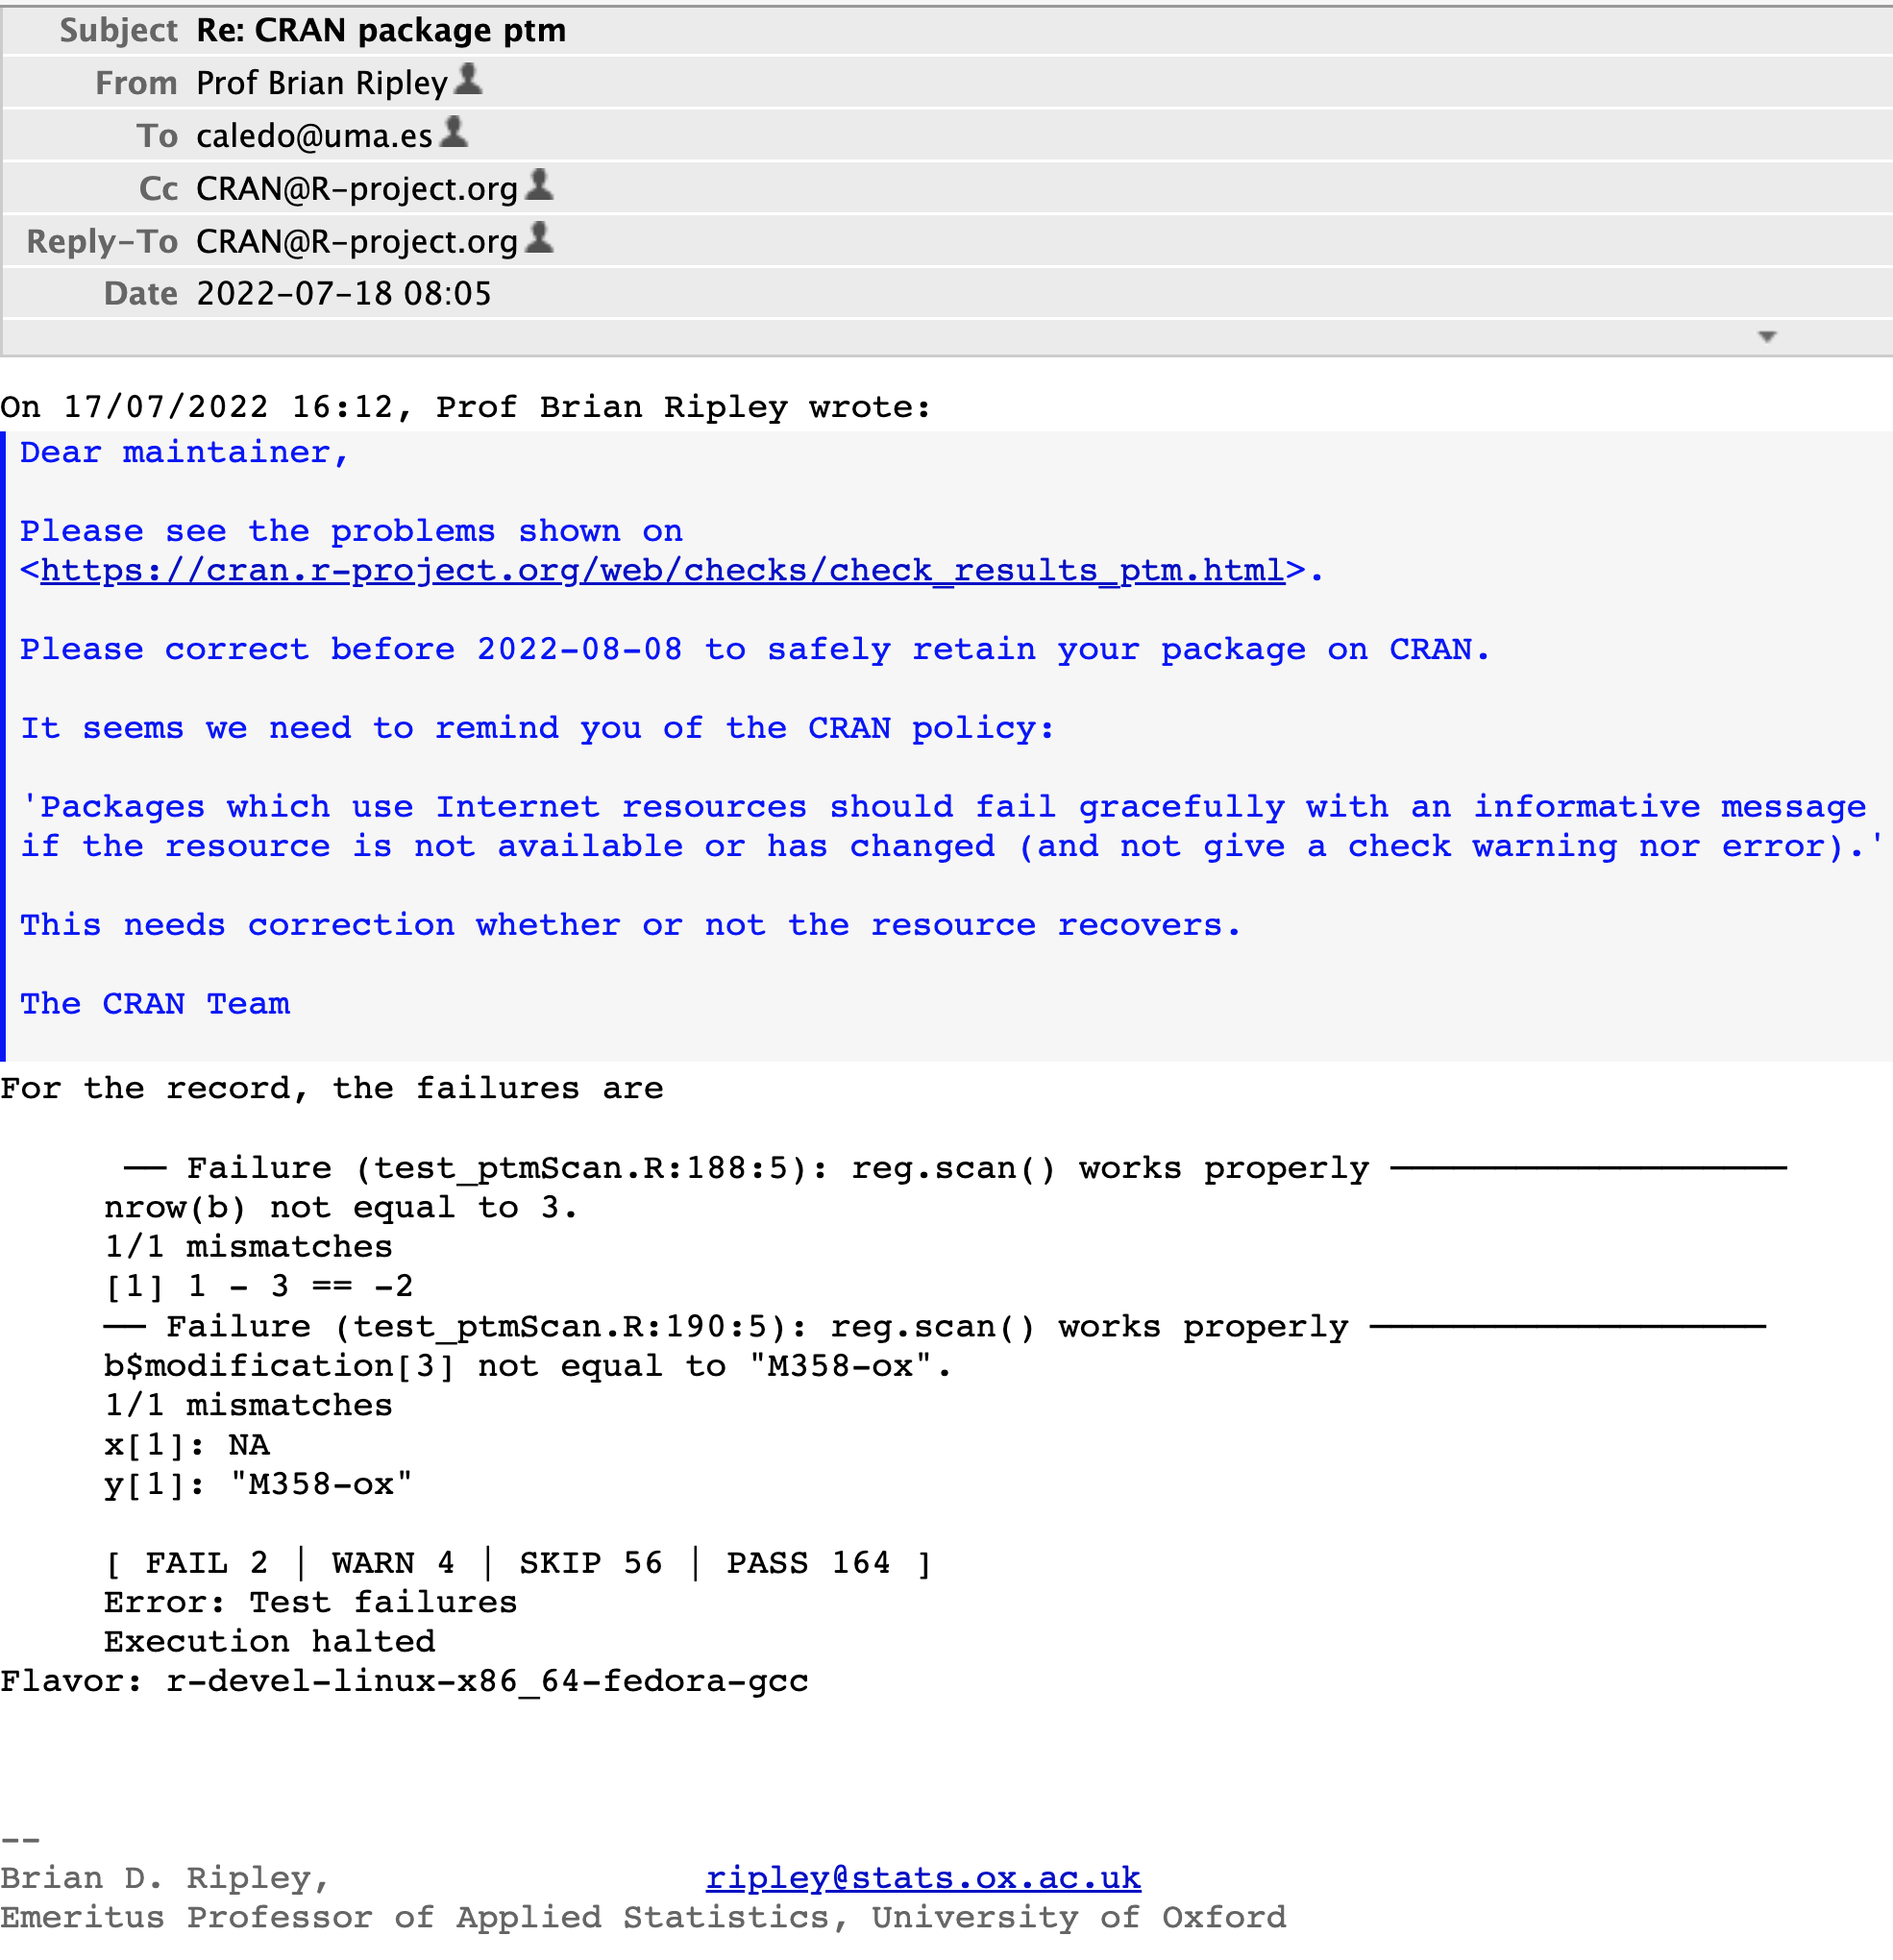 Subject Re: CRAN package ptm
From Prof Brian Ripley
To caledo@uma.es
Cc CRAN@R-project.org
Reply-To CRAN@R-project.org
Date 2022-07-18 08:05
On 17/07/2022 16:12, Prof Brian Ripley wrote:
Dear maintainer,
Please see the problems shown on
<https://cran.r-project.org/web/checks/check_results_ptm.html>.
Please correct before 2022-08-08 to safely retain your package on CRAN.
It seems we need to remind you of the CRAN policy:
'Packages which use Internet resources should fail gracefully with an informative message
if the resource is not available or has changed (and not give a check warning nor error).'
This needs correction whether or not the resource recovers.
The CRAN Team
For the record, the failures are
── Failure (test_ptmScan.R:188:5): reg.scan() works properly ───────────────────
nrow(b) not equal to 3.
1/1 mismatches
[1] 1 - 3 == -2
── Failure (test_ptmScan.R:190:5): reg.scan() works properly ───────────────────
b$modification[3] not equal to "M358-ox".
1/1 mismatches
x[1]: NA
y[1]: "M358-ox"
[ FAIL 2 | WARN 4 | SKIP 56 | PASS 164 ]
Error: Test failures
Execution halted
Flavor: r-devel-linux-x86_64-fedora-gcc
--
Brian D. Ripley, ripley@stats.ox.ac.uk
Emeritus Professor of Applied Statistics, University of Oxford